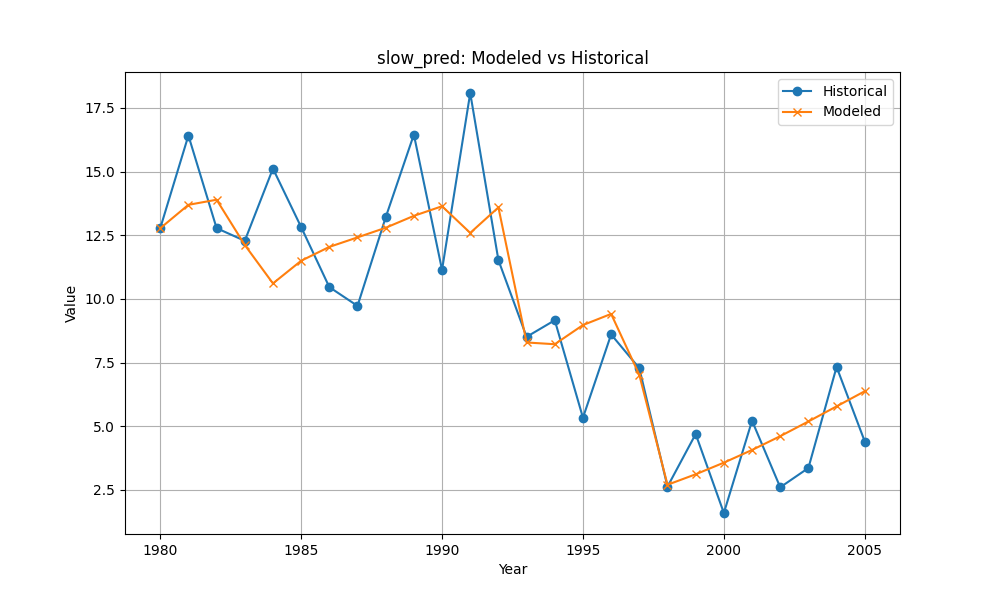 slow_pred: Modeled vs Historical
Historical
Modeled
Value
17.5
15.0
12.5
10.0
7.5
5.0
2.5
1980
1985
1990
1995
2000
2005
Year